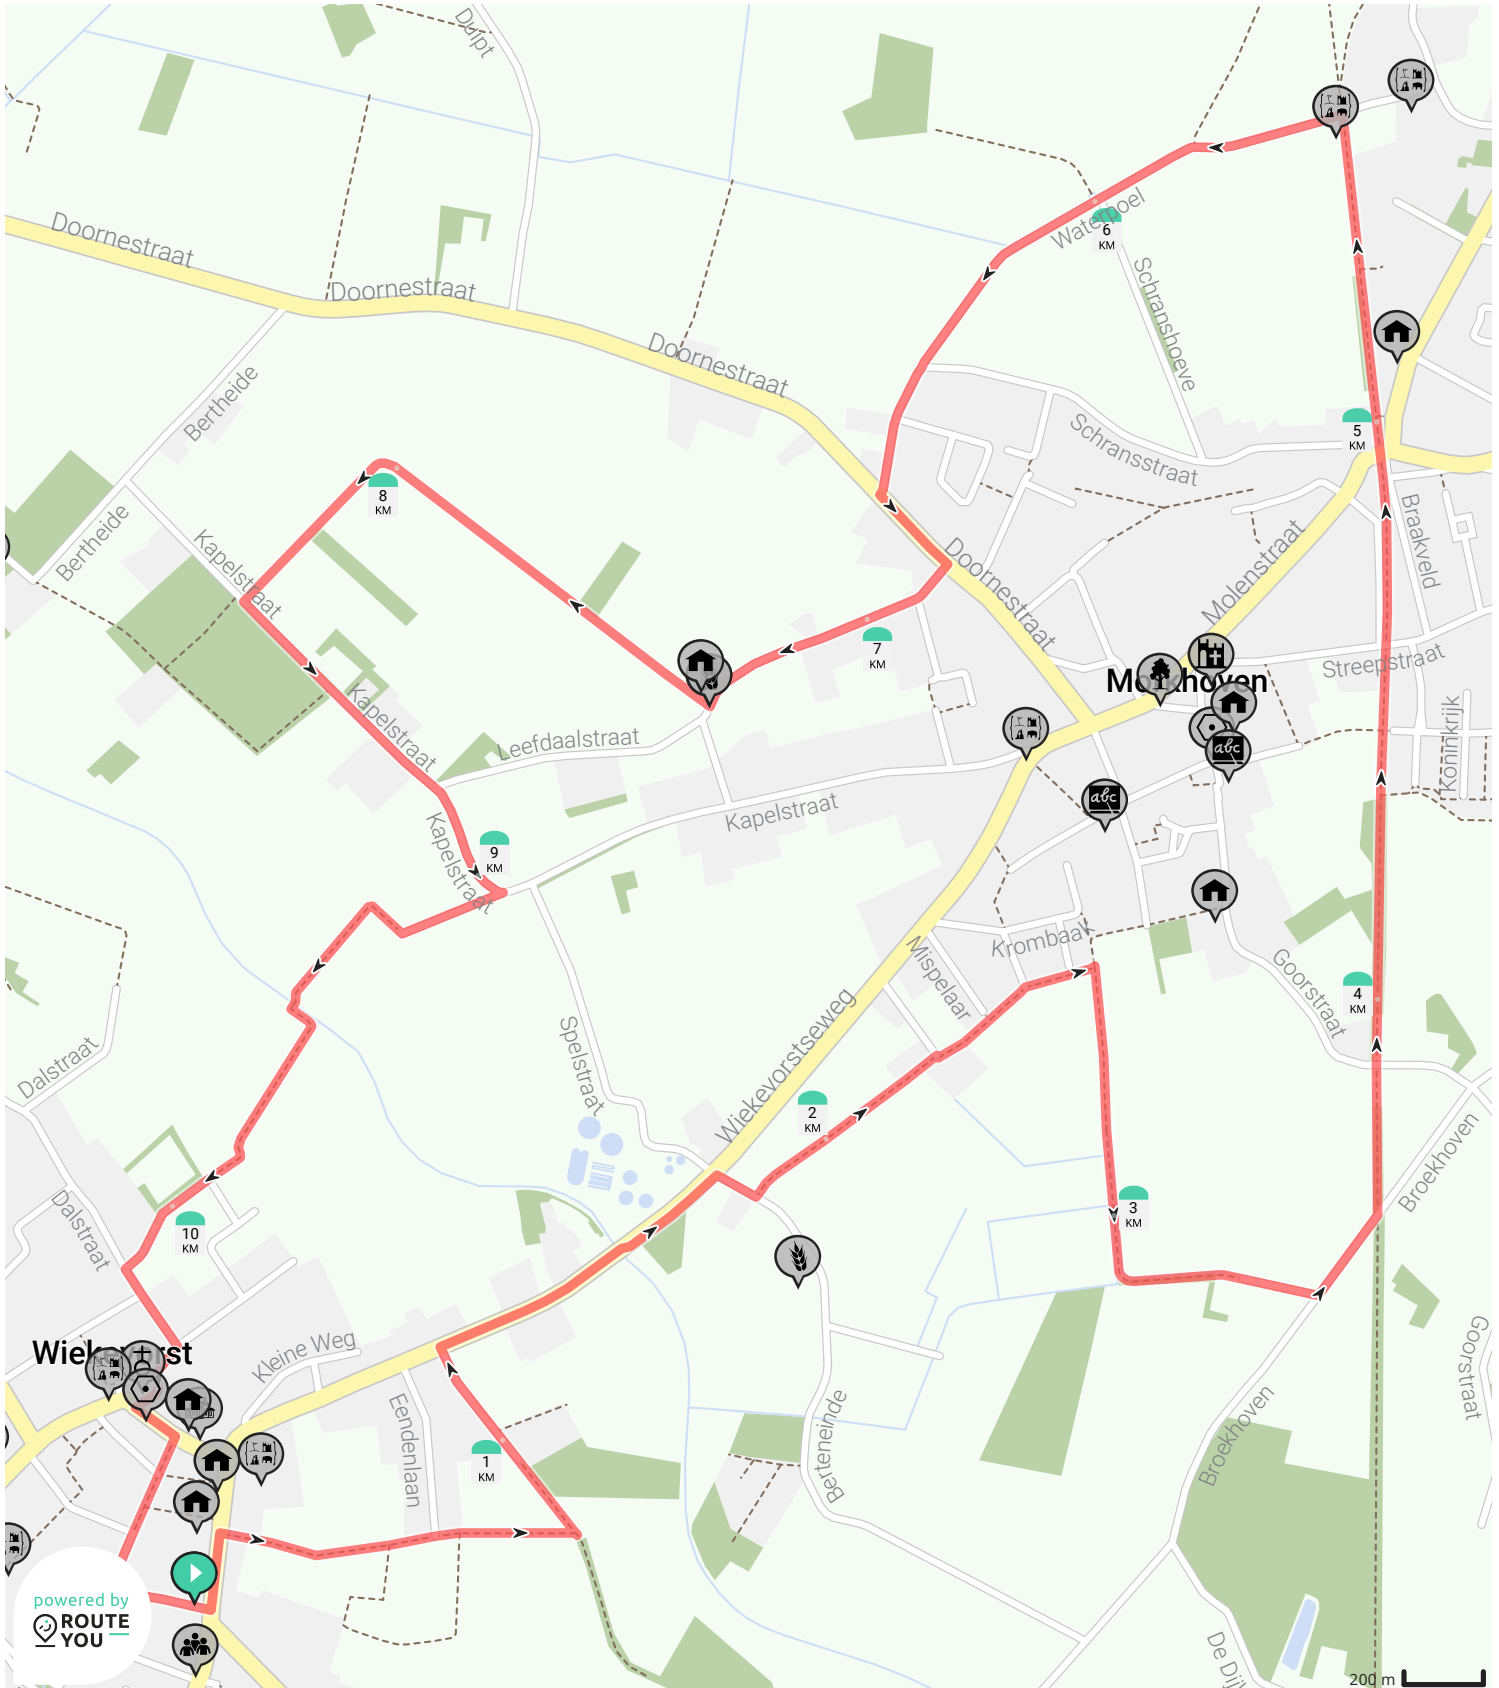 Dulpt
Doornestraat
Doornestraat
Doornestraat
Waterpoel
6
KM
Schranshoeve
Bertheide
Schransstraat
5
KM
8
KM
Bertheide
Kapelstraat
Braakveld
Doornestraat
Molenstraat
7
KM
Streepstraat
Kapelstraat
Leefdaalstraat
Koninkrijk
Kapelstraat
Kapelstraat
9
KM
Krombaak
Mispelaar
Goorstraat
4
KM
Wiekevorstseweg
Spelstraat
Dalstraat
2
KM
Broekhoven
3
KM
Dalstraat
10
KM
Goorstraat
Kleine Weg
Eendenlaan
Berteneinde
Broekhoven
1
KM
powered by
ROUTE
YOU
De Dij
200 m